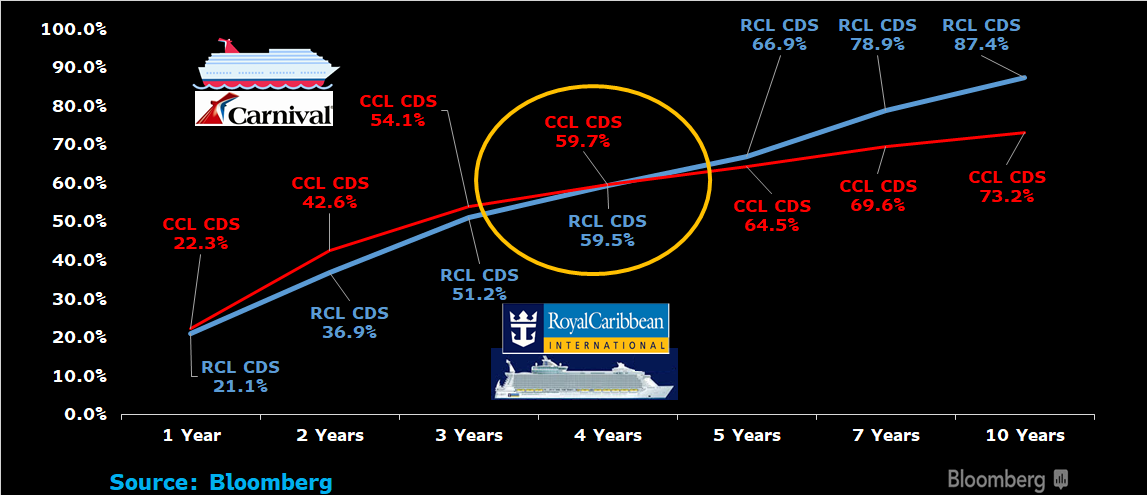 100.0%
90.0%
80.0%
70.0%
60.0%
50.0%
40.0%
30.0%
20.0%
10.0%
0.0%
Carnival
RCL CDS
66.9%
RCL CDS
78.9%
RCL CDS
87.4%
CCL CDS
54.1%
CCL CDS
59.7%
CCL CDS
42.6%
CCL CDS
22.3%
CCL CDS
64.5%
CCL CDS
69.6%
CCL CDS
73.2%
RCL CDS
59.5%
RCL CDS
51.2%
RCL CDS
36.9%
RCL CDS
21.1%
RoyalCaribbean
INTERNATIONAL
1 Year
2 Years
3 Years
4 Years
5 Years
7 Years
10 Years
Source: Bloomberg
Bloomberg